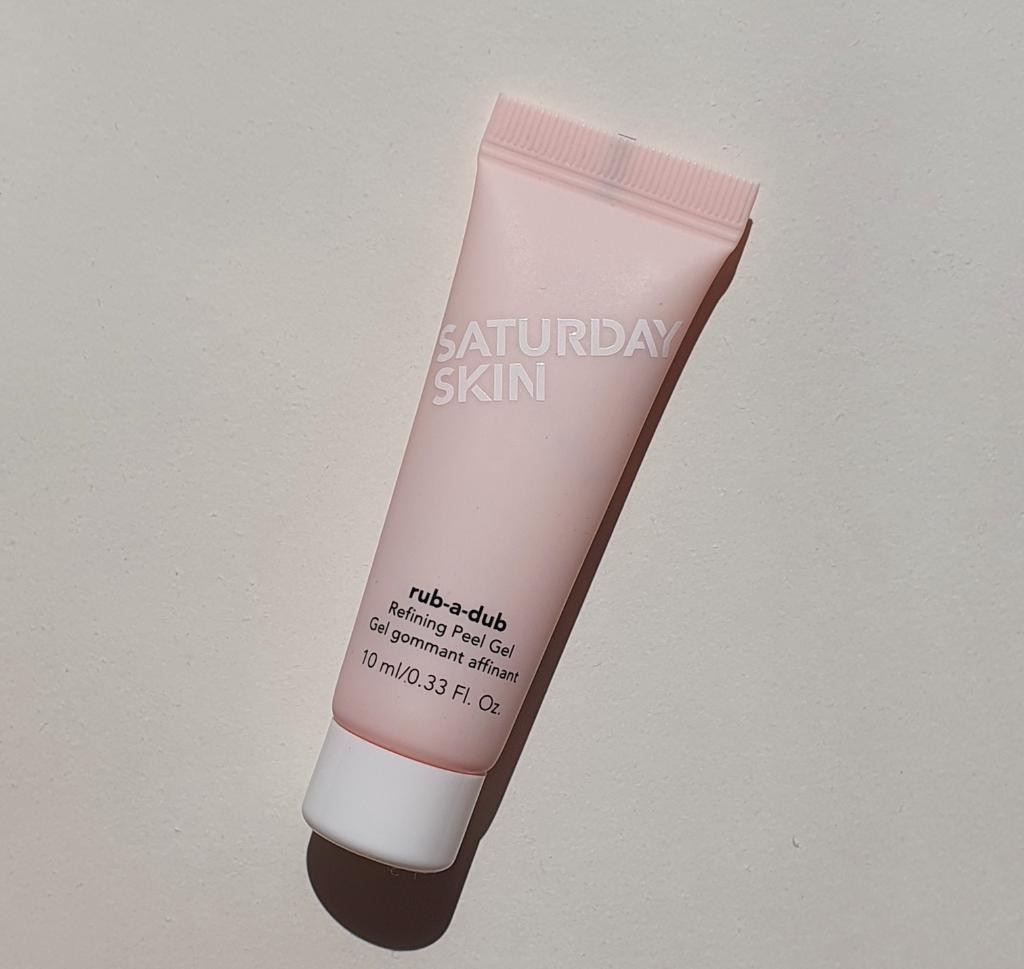 SATURDAY
SKIN
rub-a-dub
Refining Peel Gel
Gel gommant affinant
10 ml/0.33 Fl. Oz.